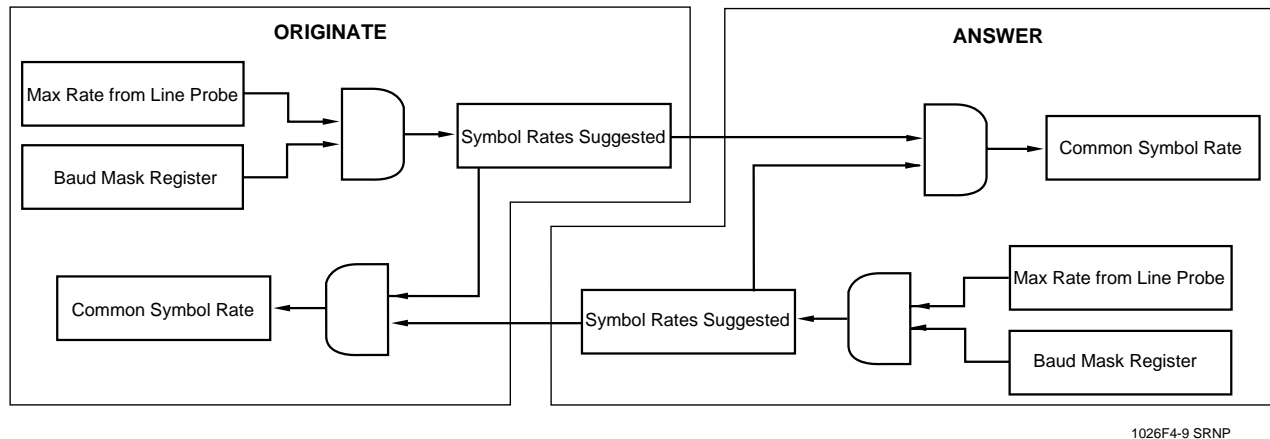 ORIGINATE
ANSWER
Max Rate from Line Probe
Symbol Rates Suggested
Baud Mask Register
Common Symbol Rate
Common Symbol Rate
Symbol Rates Suggested
Max Rate from Line Probe
Baud Mask Register
1026F4-9 SRNP